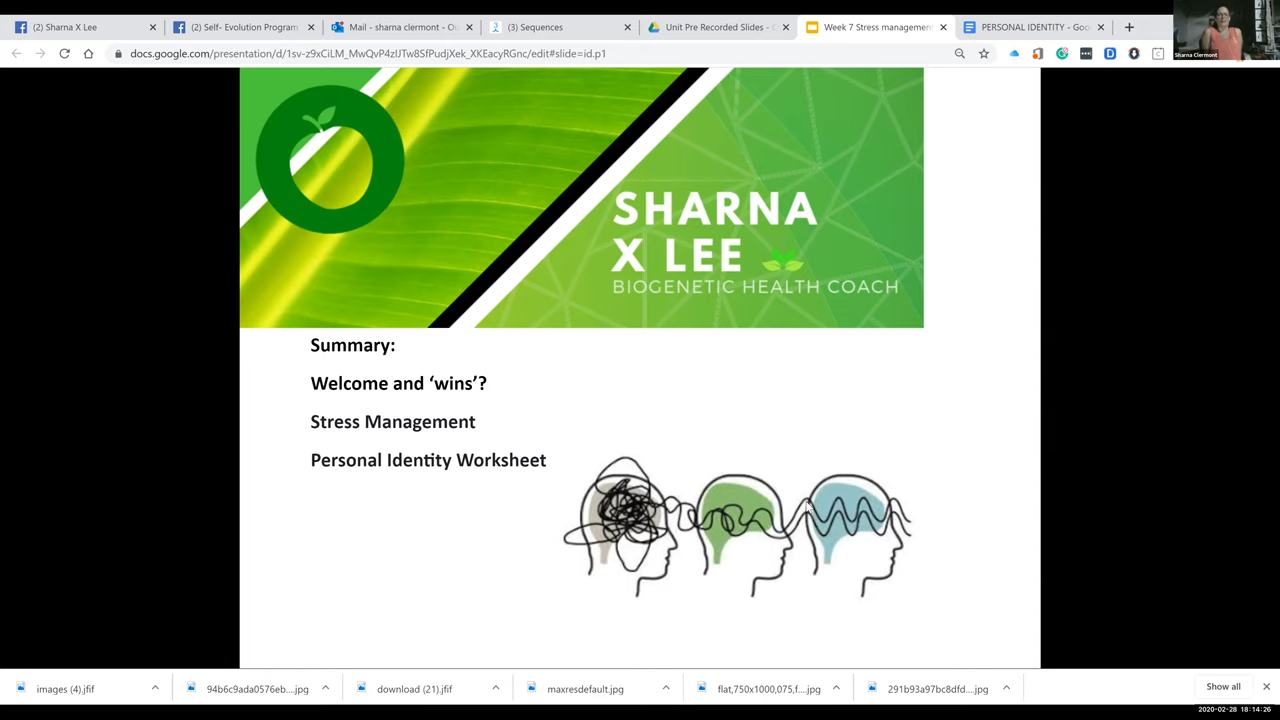 (2) Sharna X Lee
(2) Self- Evolution Program
Mail - sharna clermont - Ou
(3) Sequences
Unit Pre Recorded Slides - G
Week 7 Stress management
PERSONAL IDENTITY - Goo
Sharna Clermont
docs.google.com/presentation/d/1sv-z9xCiLM_MwQvP4zlJTw8SfPudjXek_XKEacyRGnc/edit#slide=id.p1
SHARNA
X LEE
BIOGENETIC HEALTH COACH
Summary:
Welcome and ‘wins’?
Stress Management
Personal Identity Worksheet
images (4).jfif
94b6c9ada0576eb....jpg
download (21).jfif
maxresdefault.jpg
flat,750x1000,075,f....jpg
291b93a97bc8dfd....jpg
Show all
2020-02-28 18:14:26